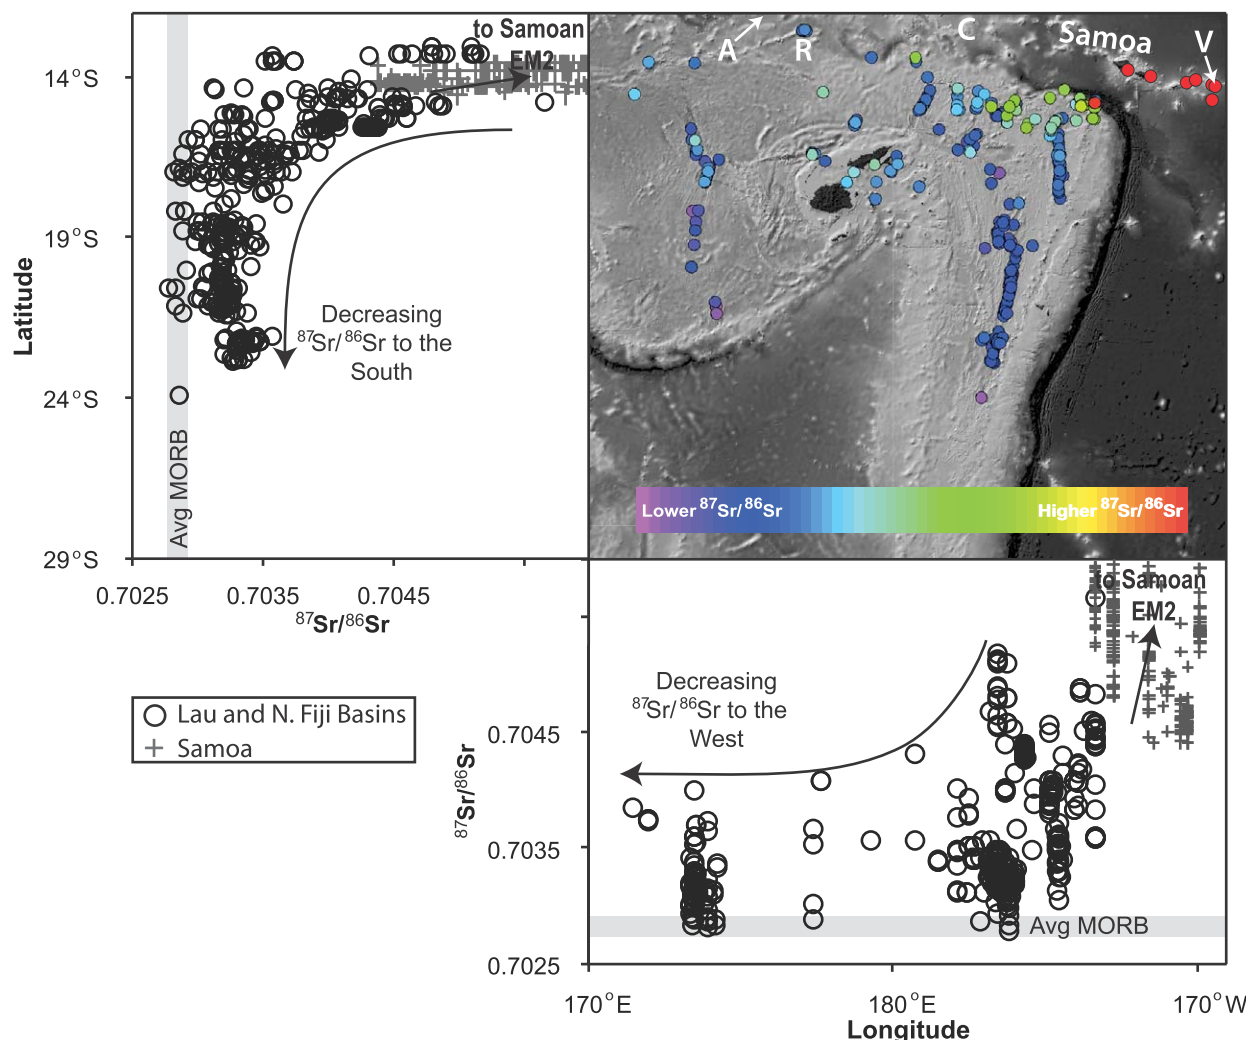 to Samoan
EM2
14°S
19°S
24°S
29°S
Latitude
Decreasing
87Sr/86Sr to the
South
Avg MORB
0.7025
0.7035
0.7045
87Sr/86Sr
A
R
C
Samoa
V
Lower 87Sr/86Sr
Higher 87Sr/86Sr
Lau and N. Fiji Basins
Samoa
to Samoan
EM2
Decreasing
87Sr/86Sr to the
West
Avg MORB
0.7045
0.7035
0.7025
87Sr/86Sr
170°E
180°E
170°W
Longitude